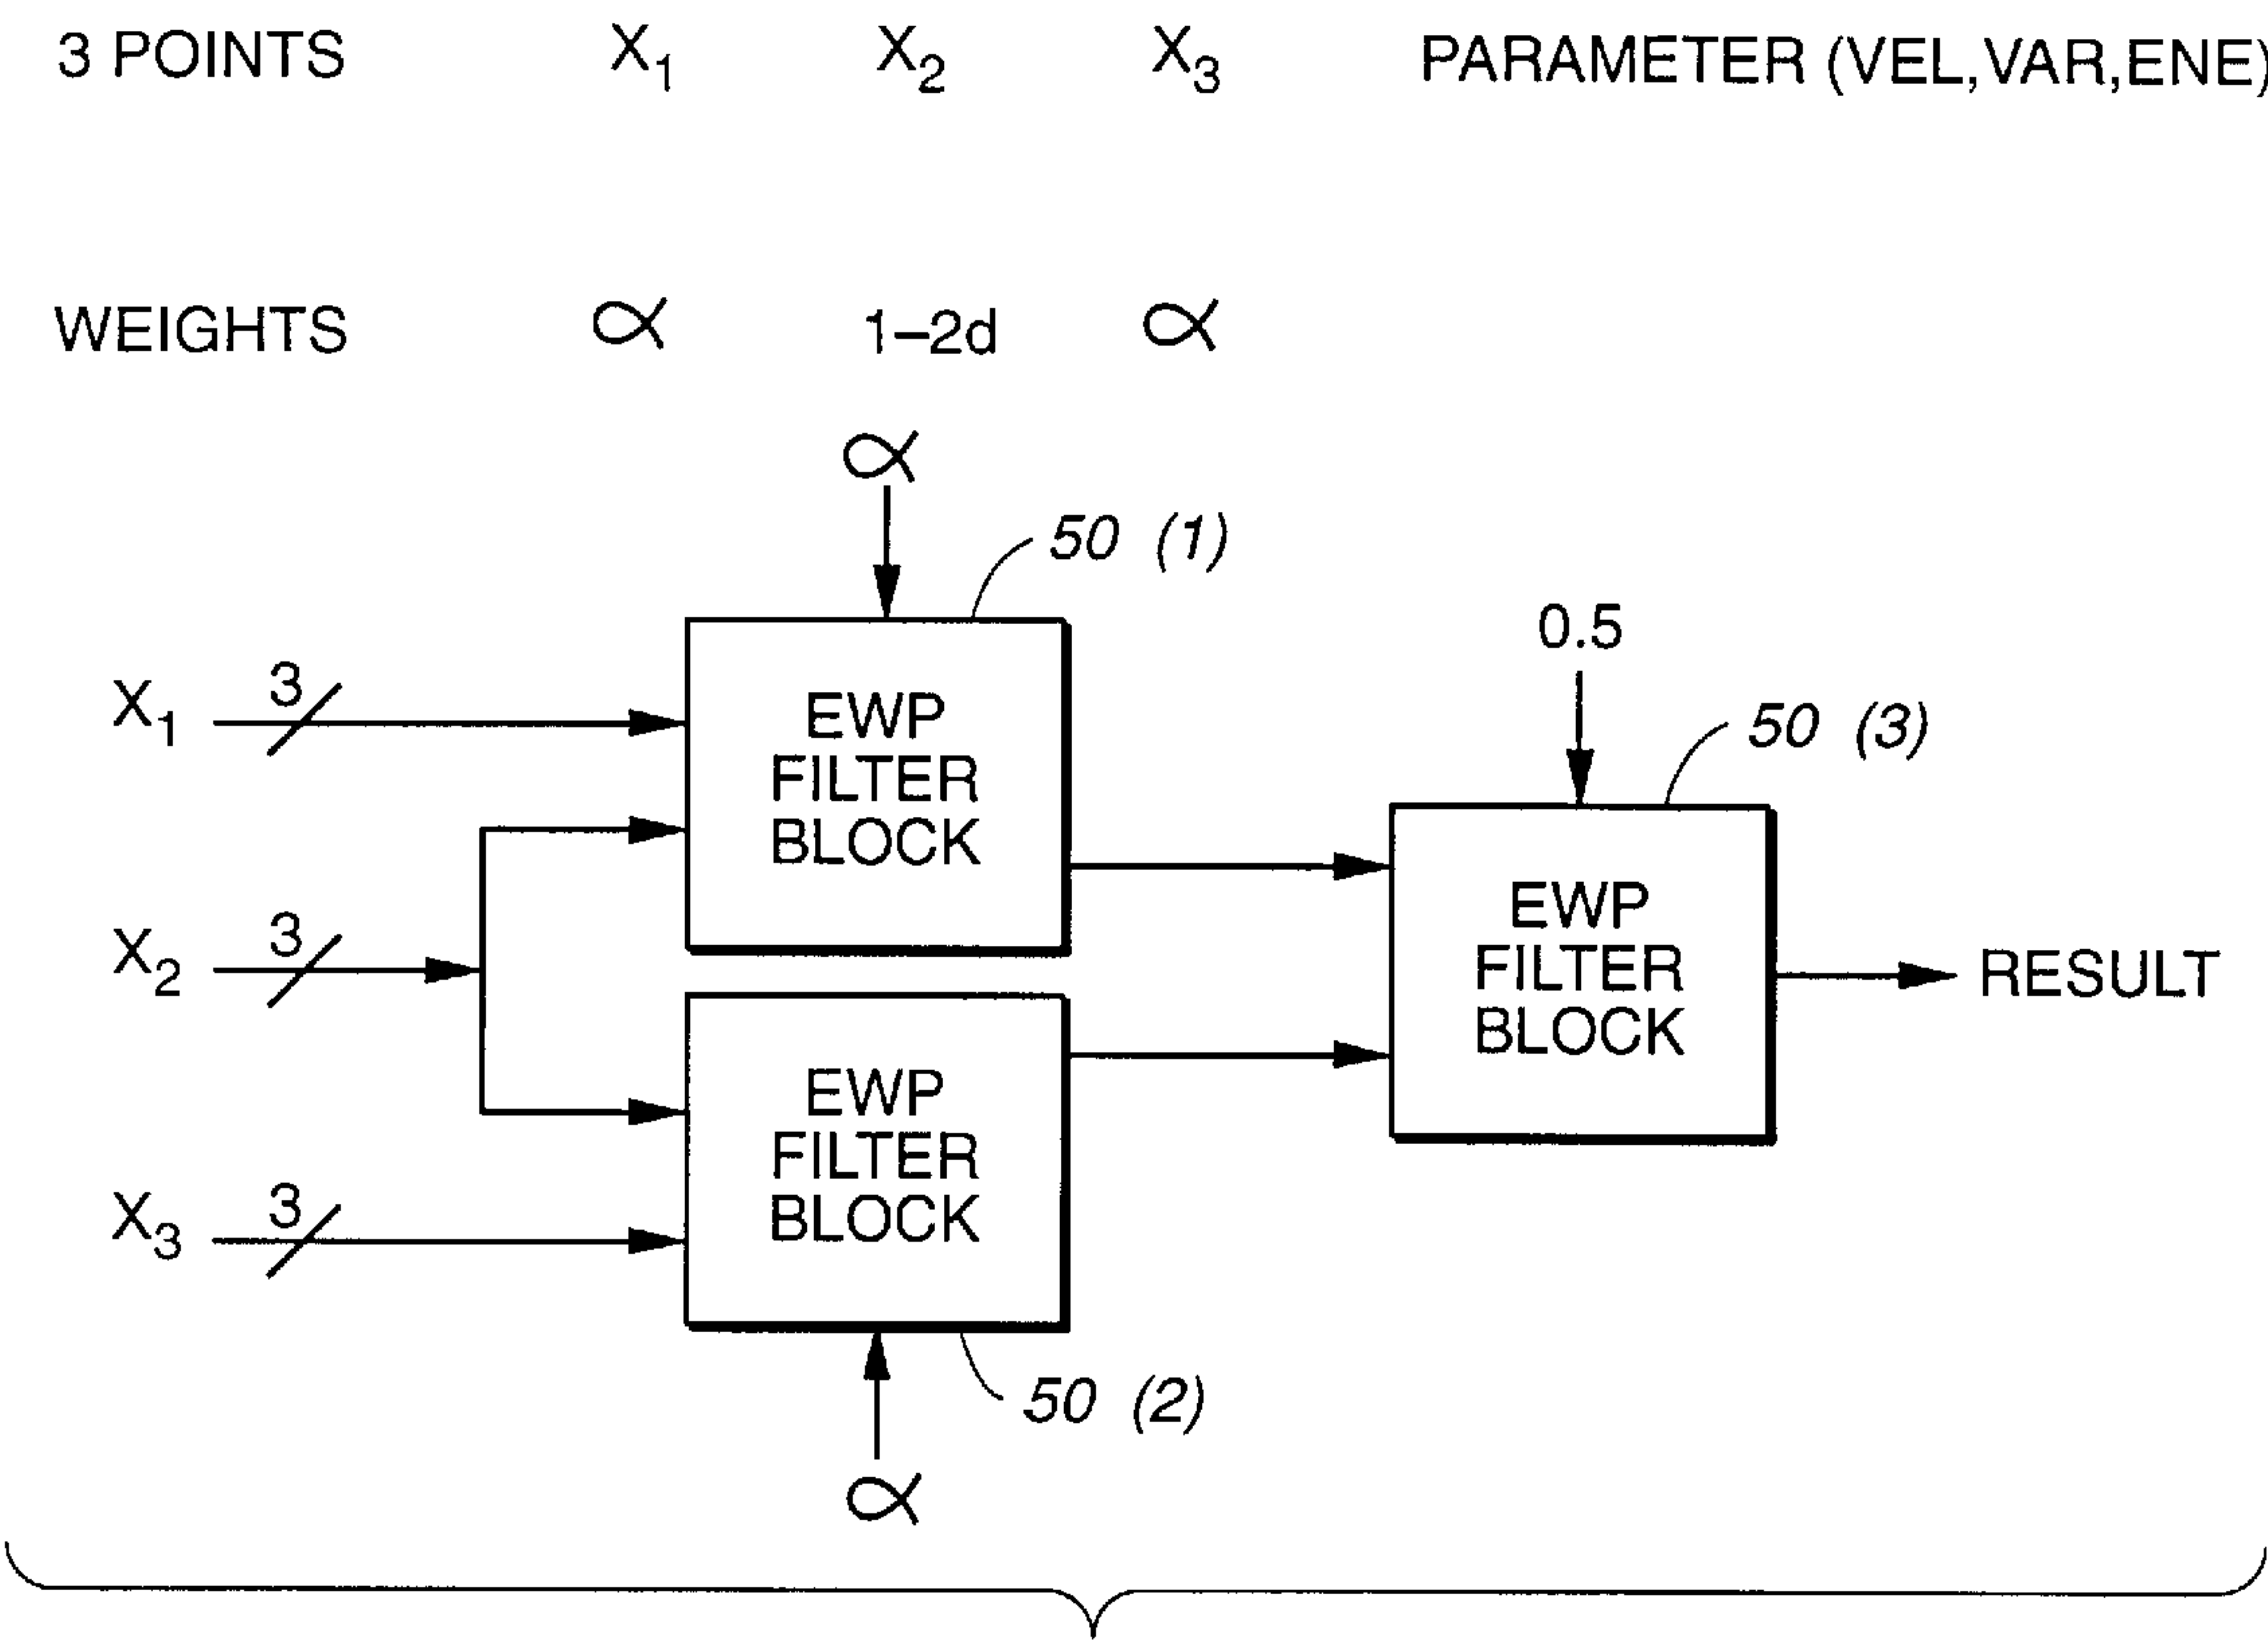 3 POINTS X1 X2 X3 PARAMETER (VEL,VAR,ENE)
WEIGHTS α 1–2d α
α
50 (1)
0.5
X1 3
EWP
FILTER
BLOCK
50 (3)
X2 3
EWP
FILTER
BLOCK
RESULT
X3 3
EWP
FILTER
BLOCK
50 (2)
α